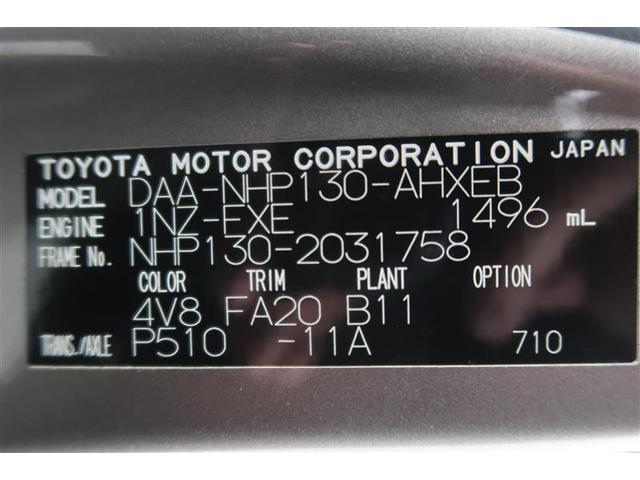 TOYOTA MOTOR CORPORATION JAPAN
MODEL DAA-NHP130-AHXEB
ENGINE 1NZ-EXE 1496 mL
FRAME No. NHP130-2031758
COLOR TRIM PLANT OPTION
4V8 FA20 B11
TRANS./AXLE P510 -11A 710